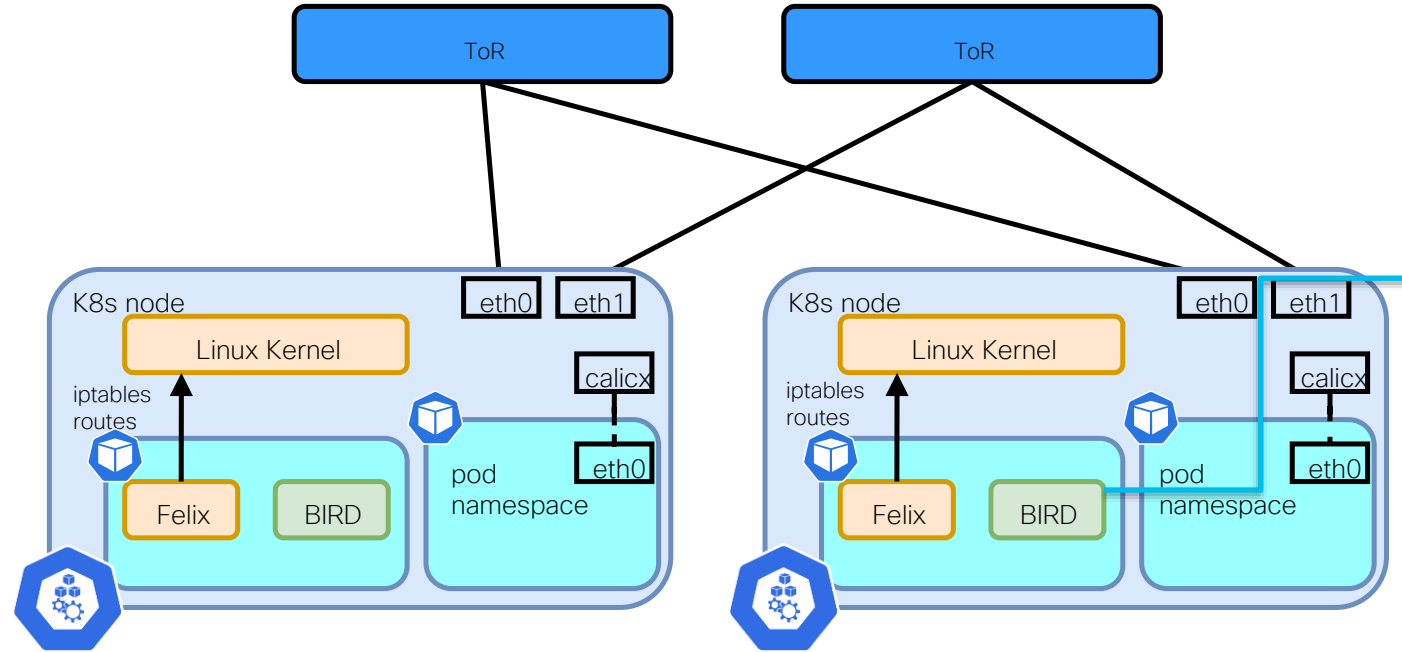 ToR
ToR
K8s node
eth0
eth1
Linux Kernel
calicx
iptables
routes
eth0
pod
namespace
Felix
BIRD
K8s node
eth0
eth1
Linux Kernel
calicx
iptables
routes
eth0
pod
namespace
Felix
BIRD